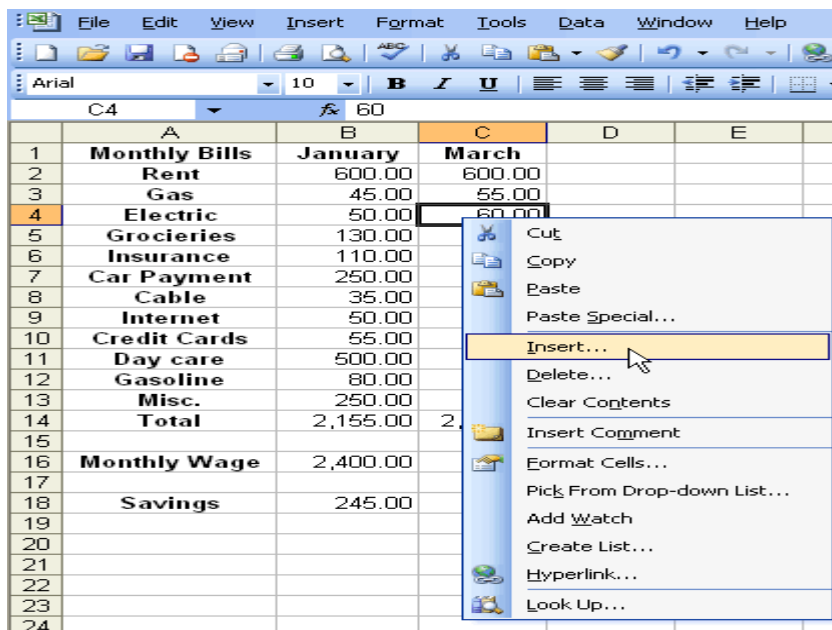 File Edit View Insert Format Tools Data Window Help
ABC
Arial 10 B I U
C4 fx 60
A B C D E
1 Monthly Bills January March
2 Rent 600.00 600.00
3 Gas 45.00 55.00
4 Electric 50.00 60.00
5 Grocieries 130.00
6 Insurance 110.00
7 Car Payment 250.00
8 Cable 35.00
9 Internet 50.00
10 Credit Cards 55.00
11 Day care 500.00
12 Gasoline 80.00
13 Misc. 250.00
14 Total 2,155.00 2,
15
16 Monthly Wage 2,400.00
17
18 Savings 245.00
19
20
21
22
23
24
Cut
Copy
Paste
Paste Special...
Insert...
Delete...
Clear Contents
Insert Comment
Format Cells...
Pick From Drop-down List...
Add Watch
Create List...
Hyperlink...
Look Up...